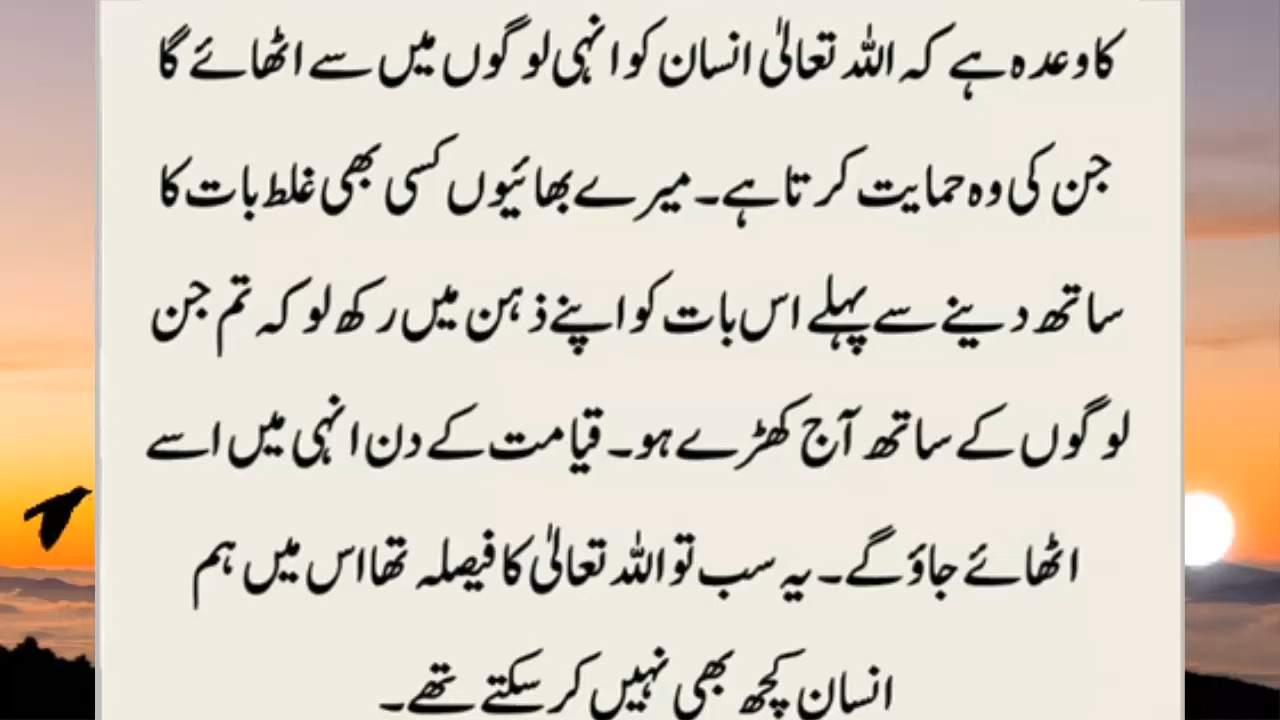 کا وعدہ ہے کہ اللہ تعالیٰ انسان کو انہی لوگوں میں سے اٹھائے گا
جن کی وہ حمایت کرتا ہے۔ میرے بھائیوں کسی بھی غلط بات کا
ساتھ دینے سے پہلے اس بات کو اپنے ذہن میں رکھ لو کہ تم جن
لوگوں کے ساتھ آج کھڑے ہو۔ قیامت کے دن انہی میں اسے
اٹھائے جاؤ گے۔ یہ سب تو اللہ تعالیٰ کا فیصلہ تھا اس میں ہم
انسان کچھ بھی نہیں کر سکتے تھے۔